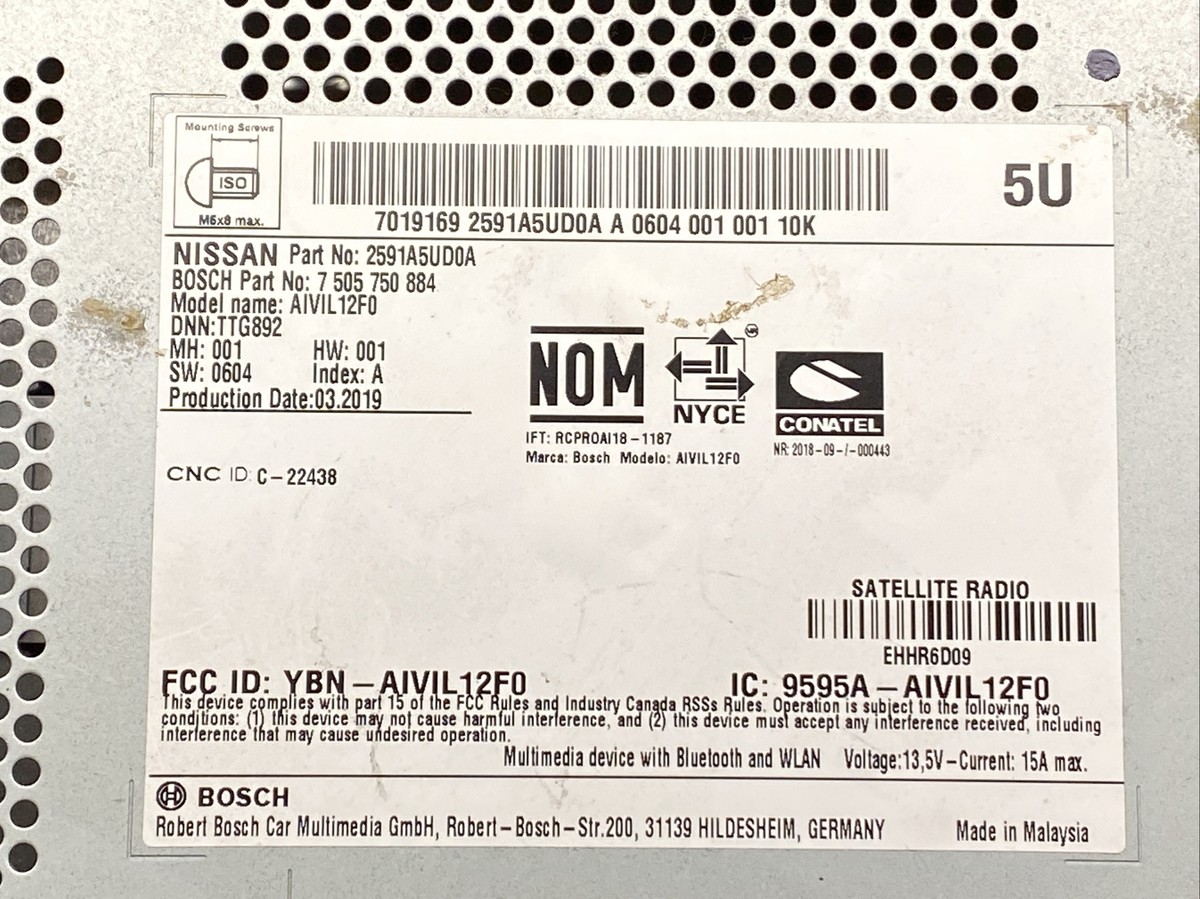 Mounting Screws
ISO
M6x8 max.
7019169 2591A5UD0A A 0604 001 001 10K
5U
NISSAN Part No: 2591A5UD0A
BOSCH Part No: 7 505 750 884
Model name: AIVIL12F0
DNN:TTG892
MH: 001 HW: 001
SW: 0604 Index: A
Production Date:03.2019
NOM
NYCE
MR
CONATEL
IFT: RCPROAI18-1187
Marca: Bosch Modelo: AIVIL12F0
NR: 2018-09-I-000443
CNC ID: C-22438
SATELLITE RADIO
EHHR6D09
FCC ID: YBN-AIVIL12F0 IC: 9595A-AIVIL12F0
This device complies with part 15 of the FCC Rules and Industry Canada RSSs Rules. Operation is subject to the following two
conditions: (1) this device may not cause harmful interference, and (2) this device must accept any interference received, including
interference that may cause undesired operation.
Multimedia device with Bluetooth and WLAN Voltage:13,5V-Current: 15A max.
BOSCH
Robert Bosch Car Multimedia GmbH, Robert-Bosch-Str.200, 31139 HILDESHEIM, GERMANY Made in Malaysia